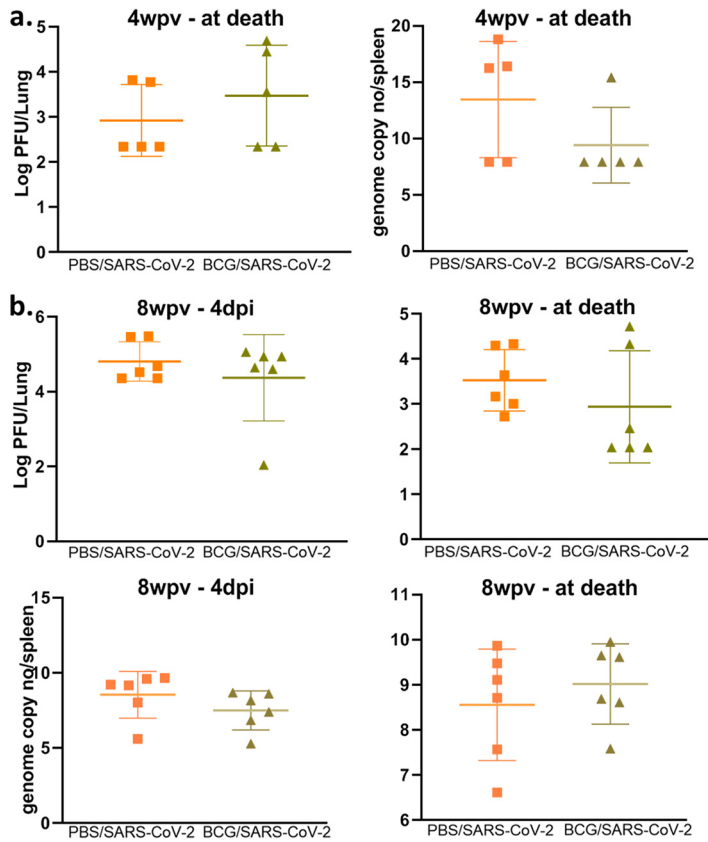 a.
4wpv - at death
Log PFU/Lung
5
4
3
2
1
0
PBS/SARS-CoV-2 BCG/SARS-CoV-2
4wpv - at death
genome copy no/spleen
20
15
10
5
0
PBS/SARS-CoV-2 BCG/SARS-CoV-2
b.
8wpv - 4dpi
Log PFU/Lung
6
4
2
0
PBS/SARS-CoV-2 BCG/SARS-CoV-2
8wpv - at death
5
4
3
2
1
0
PBS/SARS-CoV-2 BCG/SARS-CoV-2
8wpv - 4dpi
genome copy no/spleen
15
10
5
0
PBS/SARS-CoV-2 BCG/SARS-CoV-2
8wpv - at death
11
10
9
8
7
6
PBS/SARS-CoV-2 BCG/SARS-CoV-2